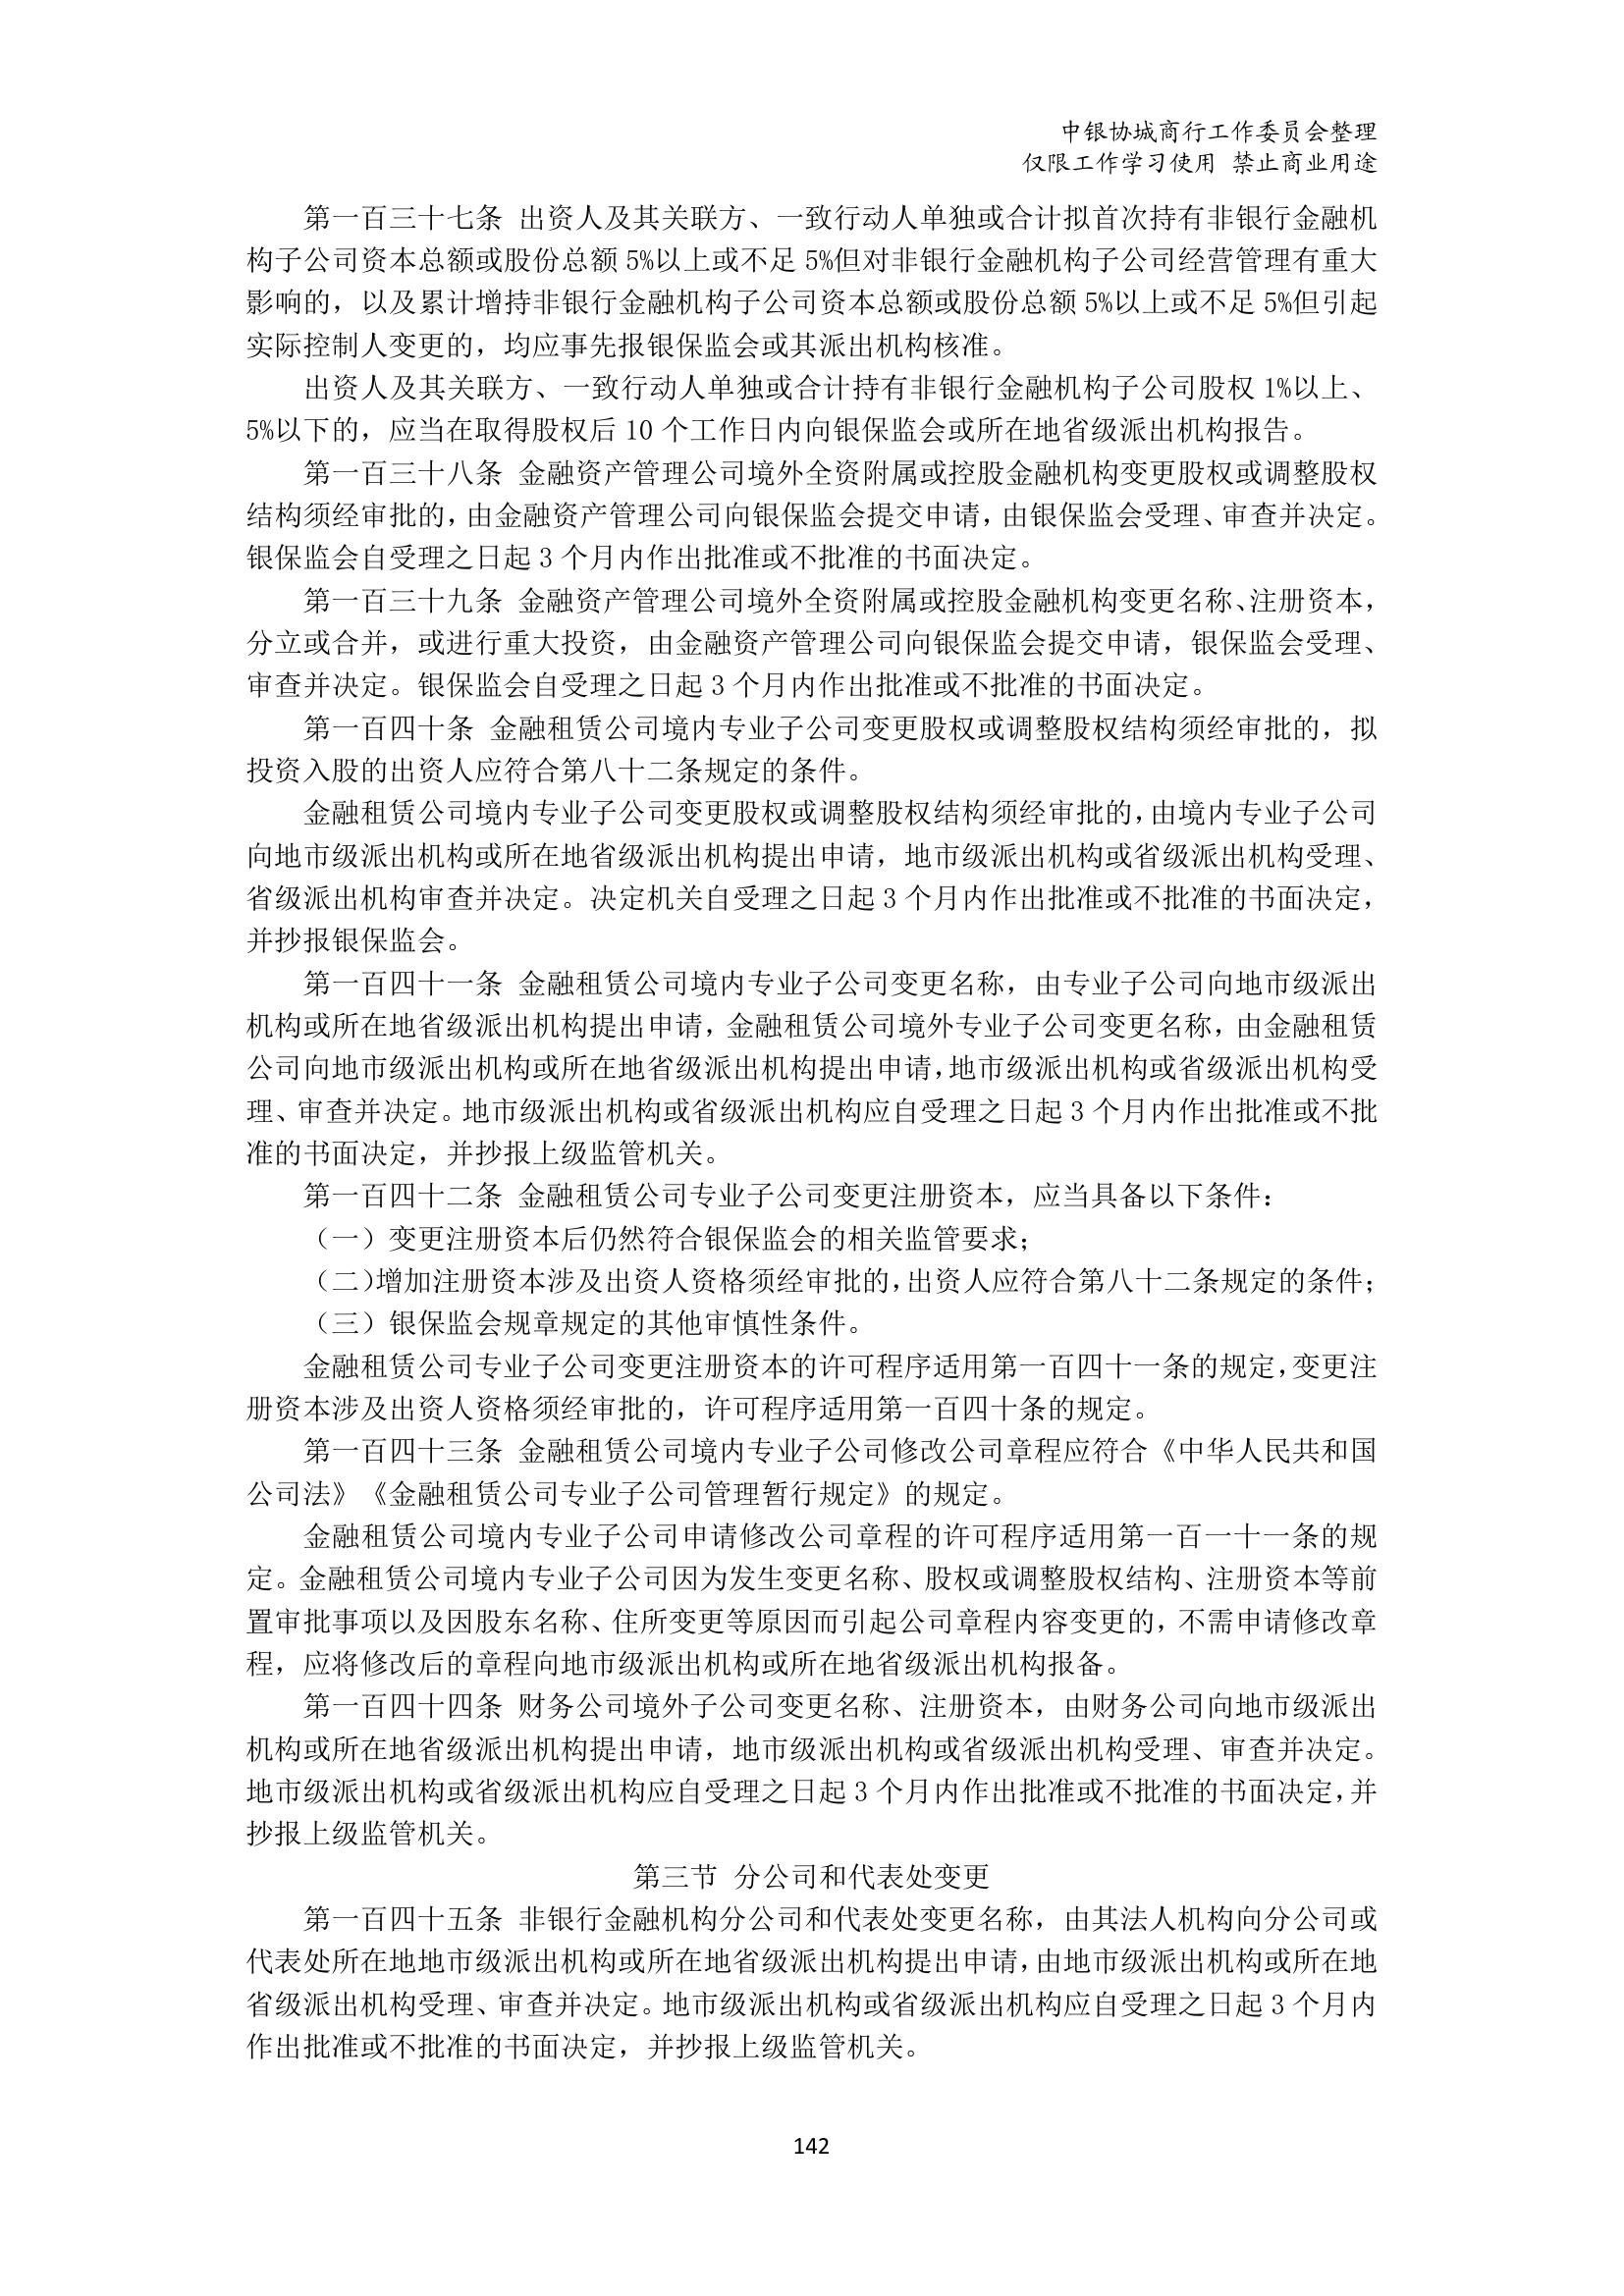 中银协城商行工作委员会整理
仅限工作学习使用 禁止商业用途
第一百三十七条 出资人及其关联方、一致行动人单独或合计拟首次持有非银行金融机
构子公司资本总额或股份总额 5%以上或不足 5%但对非银行金融机构子公司经营管理有重大
影响的，以及累计增持非银行金融机构子公司资本总额或股份总额 5%以上或不足 5%但引起
实际控制人变更的，均应事先报银保监会或其派出机构核准。
出资人及其关联方、一致行动人单独或合计持有非银行金融机构子公司股权 1%以上、
5%以下的，应当在取得股权后 10 个工作日内向银保监会或所在地省级派出机构报告。
第一百三十八条 金融资产管理公司境外全资附属或控股金融机构变更股权或调整股权
结构须经审批的，由金融资产管理公司向银保监会提交申请，由银保监会受理、审查并决定。
银保监会自受理之日起 3 个月内作出批准或不批准的书面决定。
第一百三十九条 金融资产管理公司境外全资附属或控股金融机构变更名称、注册资本，
分立或合并，或进行重大投资，由金融资产管理公司向银保监会提交申请，银保监会受理、
审查并决定。银保监会自受理之日起 3 个月内作出批准或不批准的书面决定。
第一百四十条 金融租赁公司境内专业子公司变更股权或调整股权结构须经审批的，拟
投资入股的出资人应符合第八十二条规定的条件。
金融租赁公司境内专业子公司变更股权或调整股权结构须经审批的，由境内专业子公司
向地市级派出机构或所在地省级派出机构提出申请，地市级派出机构或省级派出机构受理、
省级派出机构审查并决定。决定机关自受理之日起 3 个月内作出批准或不批准的书面决定，
并抄报银保监会。
第一百四十一条 金融租赁公司境内专业子公司变更名称，由专业子公司向地市级派出
机构或所在地省级派出机构提出申请，金融租赁公司境外专业子公司变更名称，由金融租赁
公司向地市级派出机构或所在地省级派出机构提出申请，地市级派出机构或省级派出机构受
理、审查并决定。地市级派出机构或省级派出机构应自受理之日起 3 个月内作出批准或不批
准的书面决定，并抄报上级监管机关。
第一百四十二条 金融租赁公司专业子公司变更注册资本，应当具备以下条件：
（一）变更注册资本后仍然符合银保监会的相关监管要求；
（二）增加注册资本涉及出资人资格须经审批的，出资人应符合第八十二条规定的条件；
（三）银保监会规章规定的其他审慎性条件。
金融租赁公司专业子公司变更注册资本的许可程序适用第一百四十一条的规定，变更注
册资本涉及出资人资格须经审批的，许可程序适用第一百四十条的规定。
第一百四十三条 金融租赁公司境内专业子公司修改公司章程应符合《中华人民共和国
公司法》《金融租赁公司专业子公司管理暂行规定》的规定。
金融租赁公司境内专业子公司申请修改公司章程的许可程序适用第一百一十一条的规
定。金融租赁公司境内专业子公司因为发生变更名称、股权或调整股权结构、注册资本等前
置审批事项以及因股东名称、住所变更等原因而引起公司章程内容变更的，不需申请修改章
程，应将修改后的章程向地市级派出机构或所在地省级派出机构报备。
第一百四十四条 财务公司境外子公司变更名称、注册资本，由财务公司向地市级派出
机构或所在地省级派出机构提出申请，地市级派出机构或省级派出机构受理、审查并决定。
地市级派出机构或省级派出机构应自受理之日起 3 个月内作出批准或不批准的书面决定，并
抄报上级监管机关。
第三节 分公司和代表处变更
第一百四十五条 非银行金融机构分公司和代表处变更名称，由其法人机构向分公司或
代表处所在地地市级派出机构或所在地省级派出机构提出申请，由地市级派出机构或所在地
省级派出机构受理、审查并决定。地市级派出机构或省级派出机构应自受理之日起 3 个月内
作出批准或不批准的书面决定，并抄报上级监管机关。
142